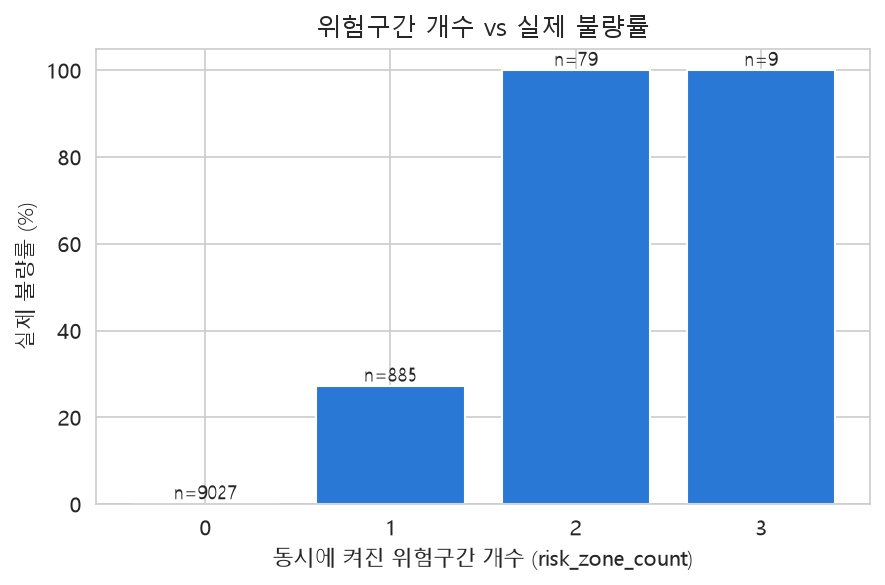 위험구간 개수 vs 실제 불량률
실제 불량률 (%)
100
80
60
40
20
0
n=9027
n=885
n=79
n=9
0
1
2
3
동시에 켜진 위험구간 개수 (risk_zone_count)